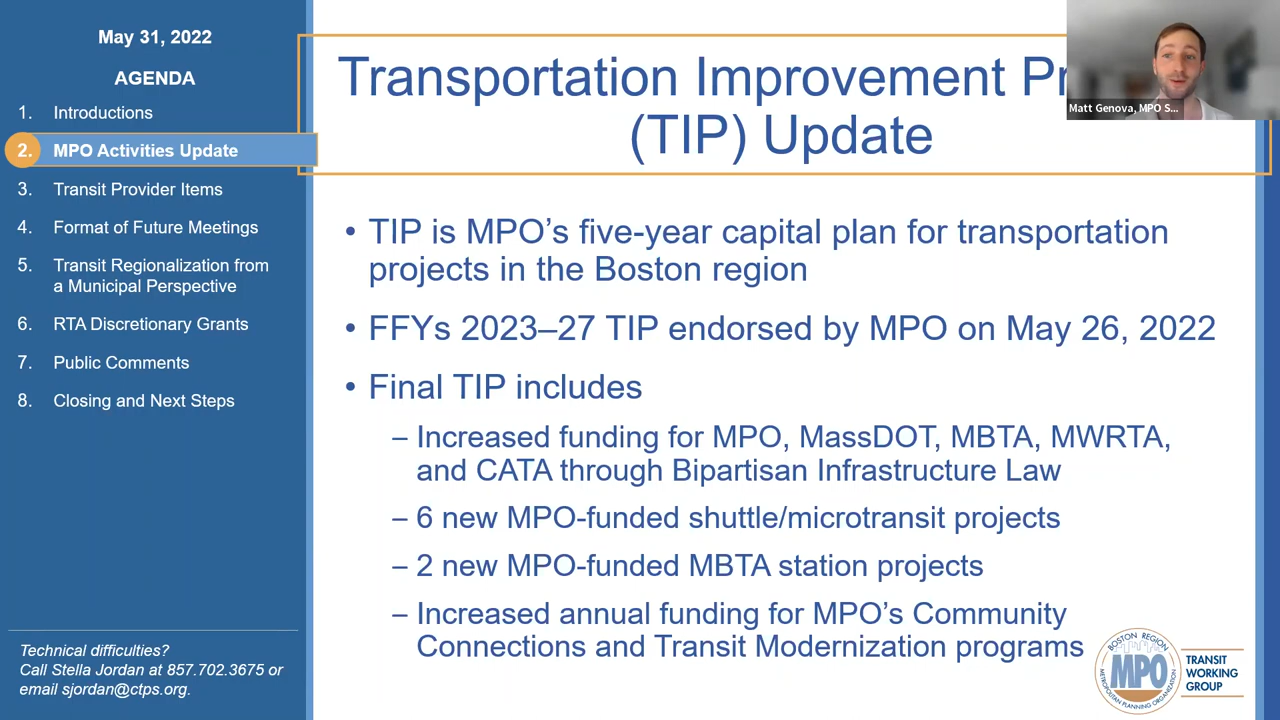 May 31, 2022
AGENDA
1. Introductions
2. MPO Activities Update
3. Transit Provider Items
4. Format of Future Meetings
5. Transit Regionalization from
a Municipal Perspective
6. RTA Discretionary Grants
7. Public Comments
8. Closing and Next Steps
Technical difficulties?
Call Stella Jordan at 857.702.3675 or
email sjordan@ctps.org.
Transportation Improvement Pr
(TIP) Update
Matt Genova, MPO S...
• TIP is MPO’s five-year capital plan for transportation
projects in the Boston region
• FFYs 2023–27 TIP endorsed by MPO on May 26, 2022
• Final TIP includes
– Increased funding for MPO, MassDOT, MBTA, MWRTA,
and CATA through Bipartisan Infrastructure Law
– 6 new MPO-funded shuttle/microtransit projects
– 2 new MPO-funded MBTA station projects
– Increased annual funding for MPO’s Community
Connections and Transit Modernization programs
BOSTON REGION
MPO
METROPOLITAN PLANNING ORGANIZATION
TRANSIT
WORKING
GROUP